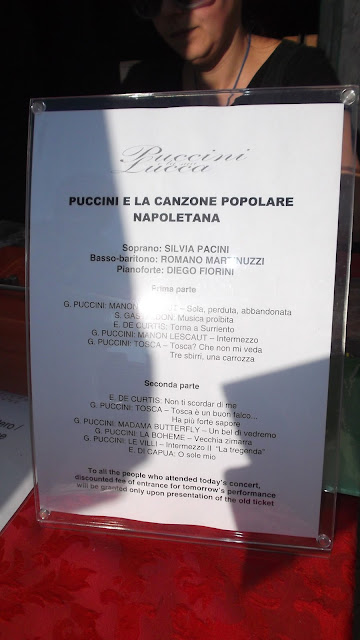 Puccini
Lucca
PUCCINI E LA CANZONE POPOLARE
NAPOLETANA
Soprano: SILVIA PACINI
Basso-baritono: ROMANO MARTINUZZI
Pianoforte: DIEGO FIORINI
Prima parte
G. PUCCINI: MANON LESCAUT – Sola, perduta, abbandonata
S. GASTALDON: Musica proibita
E. DE CURTIS: Torna a Surriento
G. PUCCINI: MANON LESCAUT – Intermezzo
G. PUCCINI: TOSCA – Tosca? Che non mi veda
Tre sbirri, una carrozza
Seconda parte
E. DE CURTIS: Non ti scordar di me
G. PUCCINI: TOSCA – Tosca è un buon falco...
Ha più forte sapore
G. PUCCINI: MADAMA BUTTERFLY – Un bel dì vedremo
G. PUCCINI: LA BOHEME – Vecchia zimarra
G. PUCCINI: LE VILLI – Intermezzo II "La tregenda"
E. DI CAPUA: O sole mio
To all the people who attended today's concert,
discounted fee of entrance for tomorrow's performance
will be granted only upon presentation of the old ticket